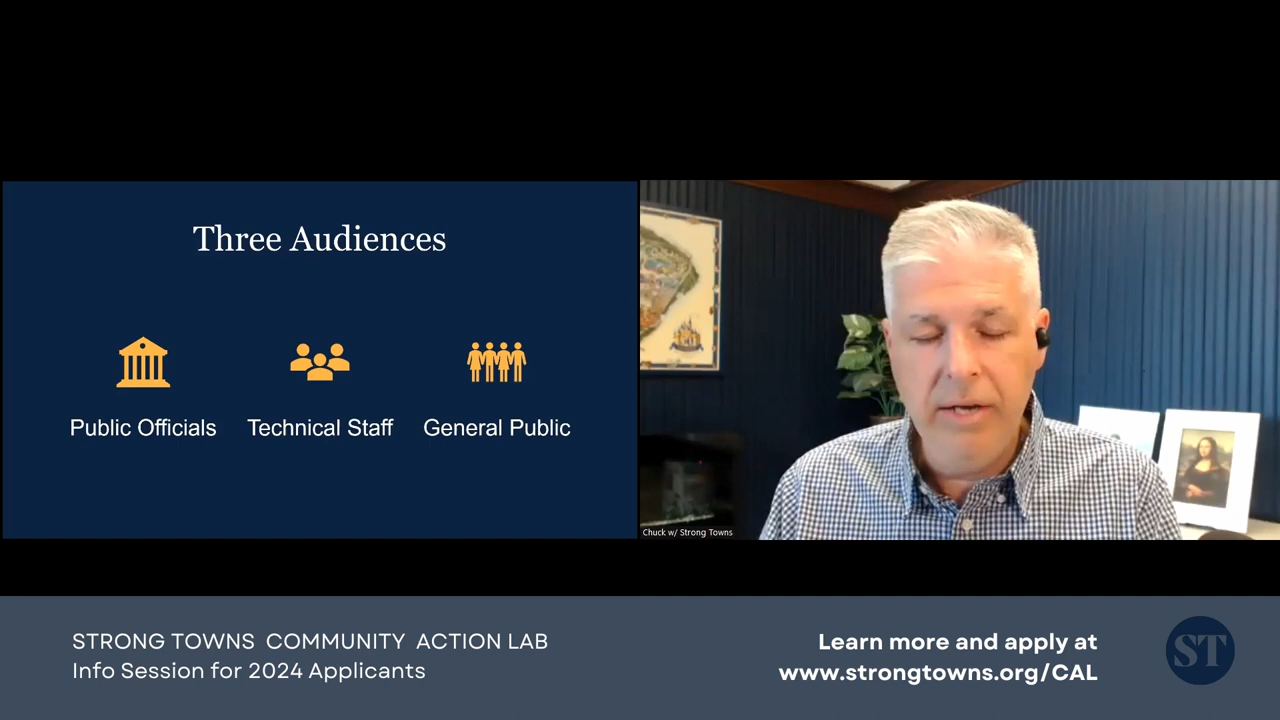 Three Audiences
Public Officials
Technical Staff
General Public
Chuck w/ Strong Towns
STRONG TOWNS COMMUNITY ACTION LAB
Info Session for 2024 Applicants
Learn more and apply at
www.strongtowns.org/CAL
ST